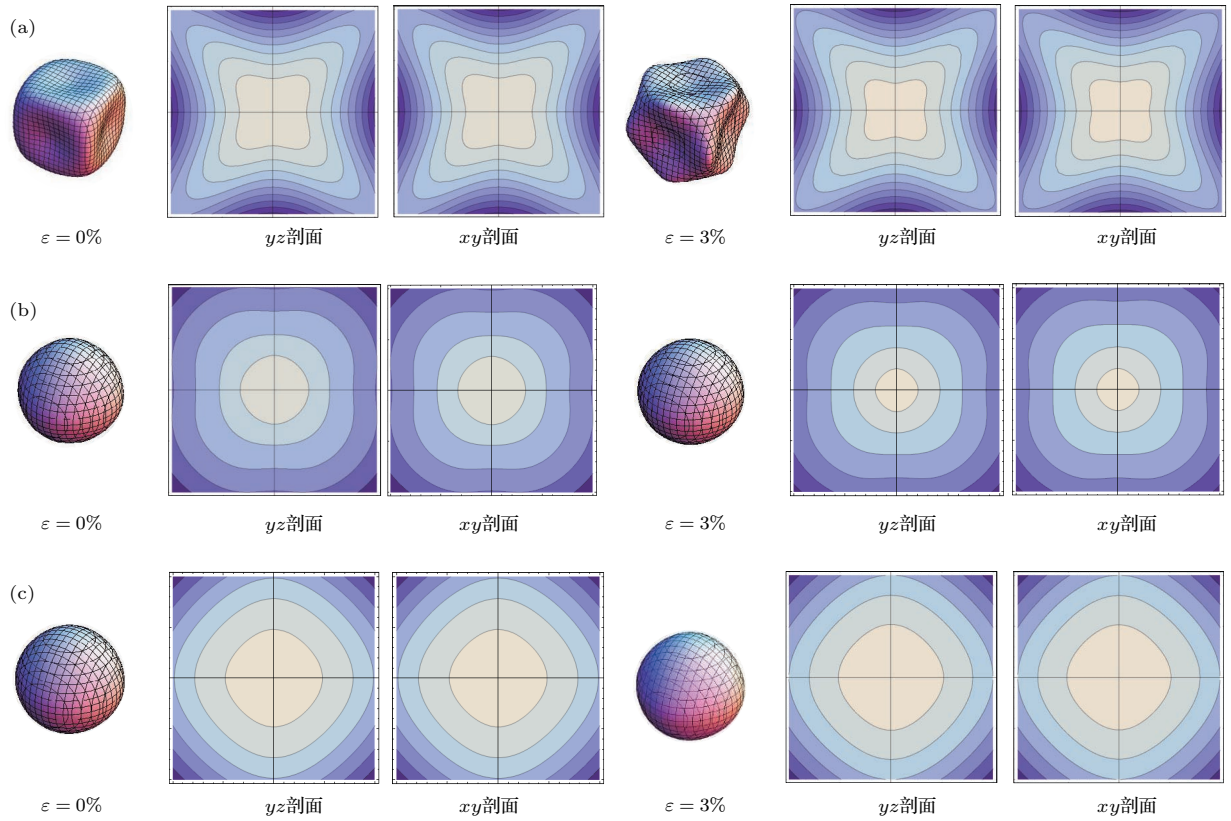 (a)
ε = 0% yz剖面 xy剖面 ε = 3% yz剖面 xy剖面
(b)
ε = 0% yz剖面 xy剖面 ε = 3% yz剖面 xy剖面
(c)
ε = 0% yz剖面 xy剖面 ε = 3% yz剖面 xy剖面